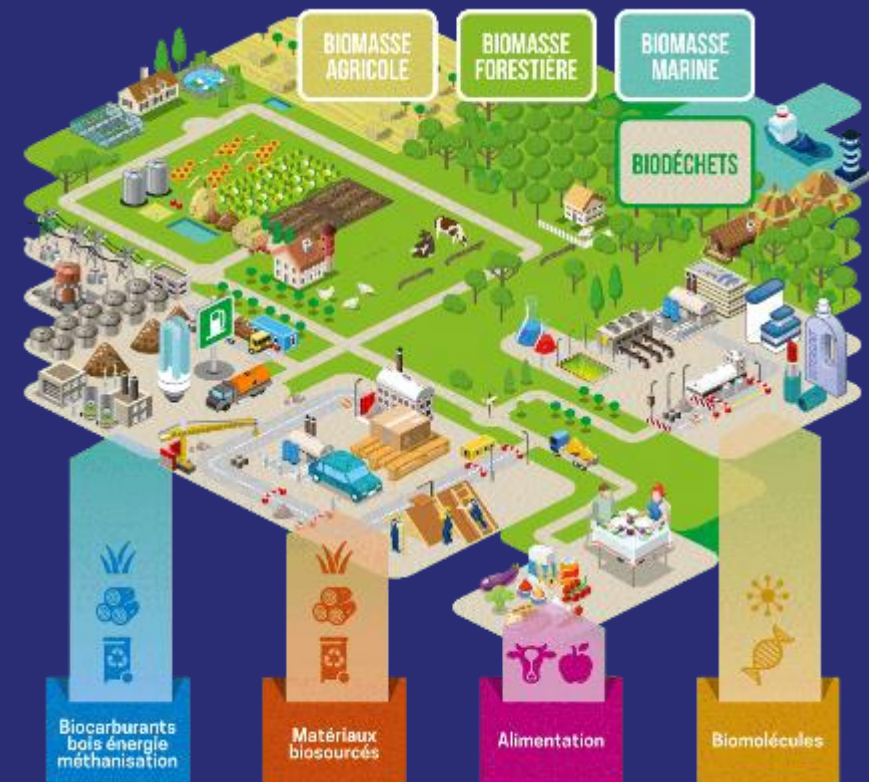 BIOMASSE
AGRICOLE
BIOMASSE
FORESTIÈRE
BIOMASSE
MARINE
BIODÉCHETS
Biocarburants
bois énergie
méthanisation
Matériaux
biosourcés
Alimentation
Biomolécules